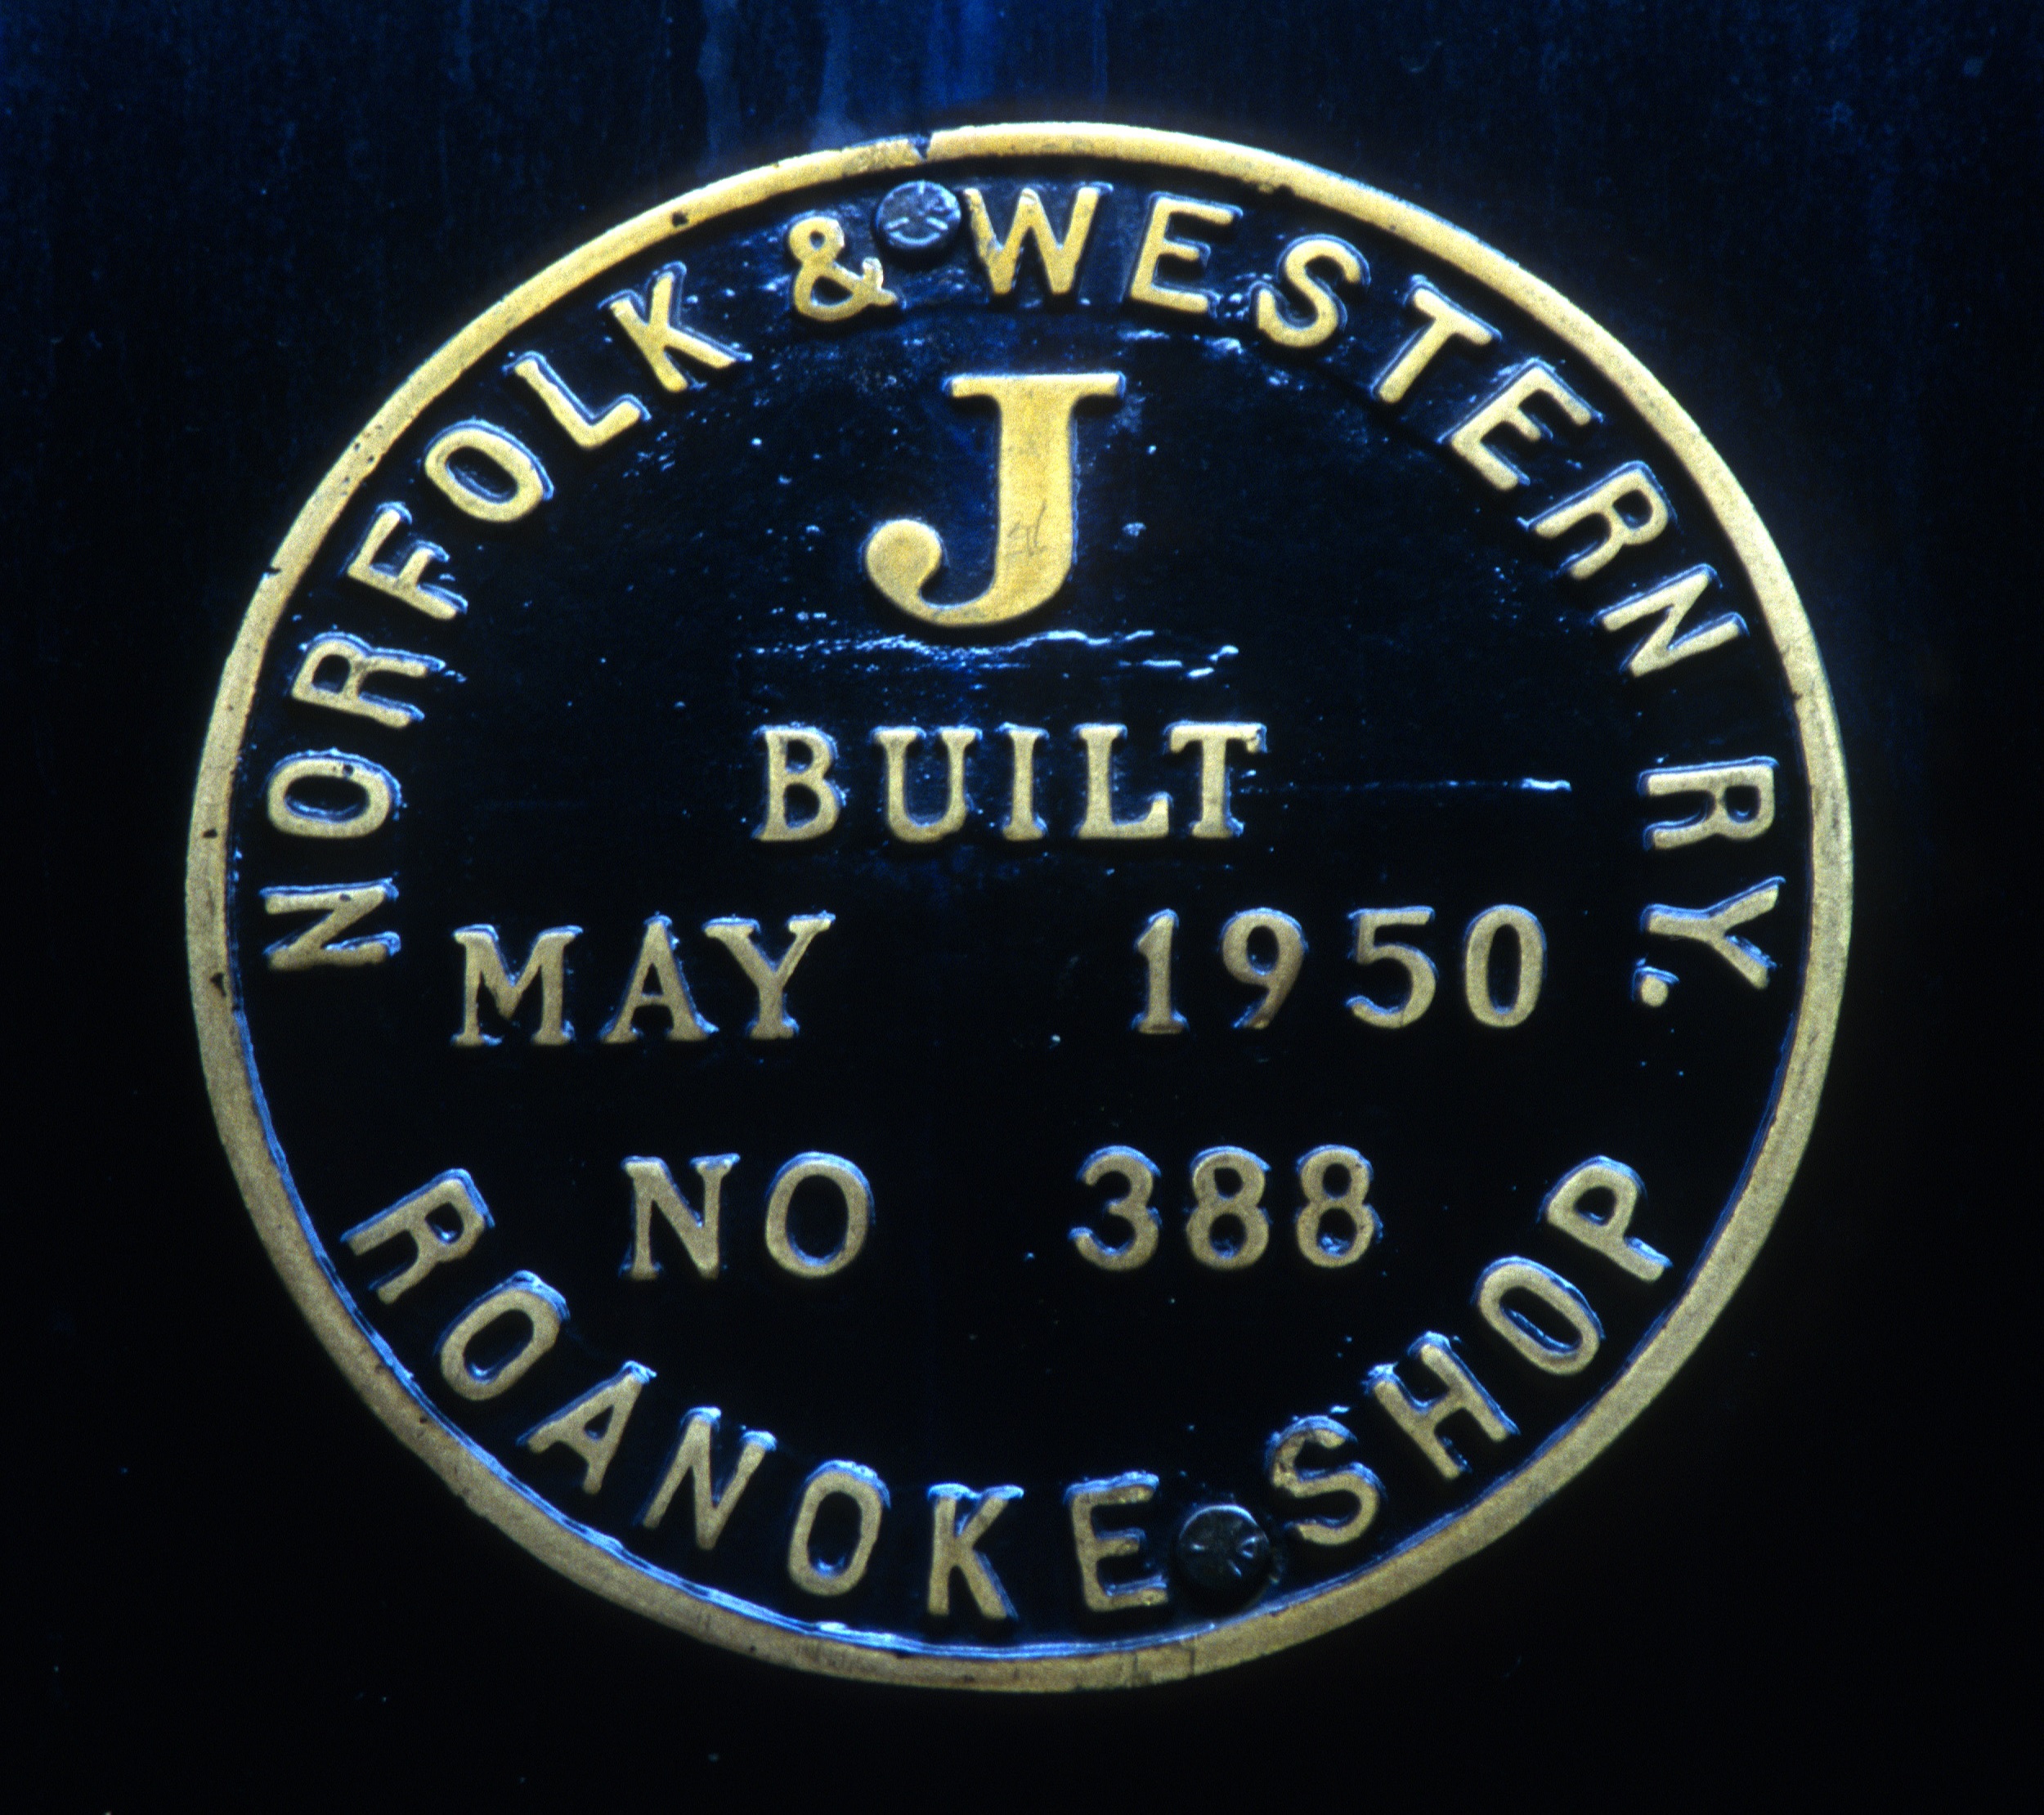 NORFOLK & WESTERN RY.
J
BUILT
MAY 1950
NO 388
ROANOKE SHOP